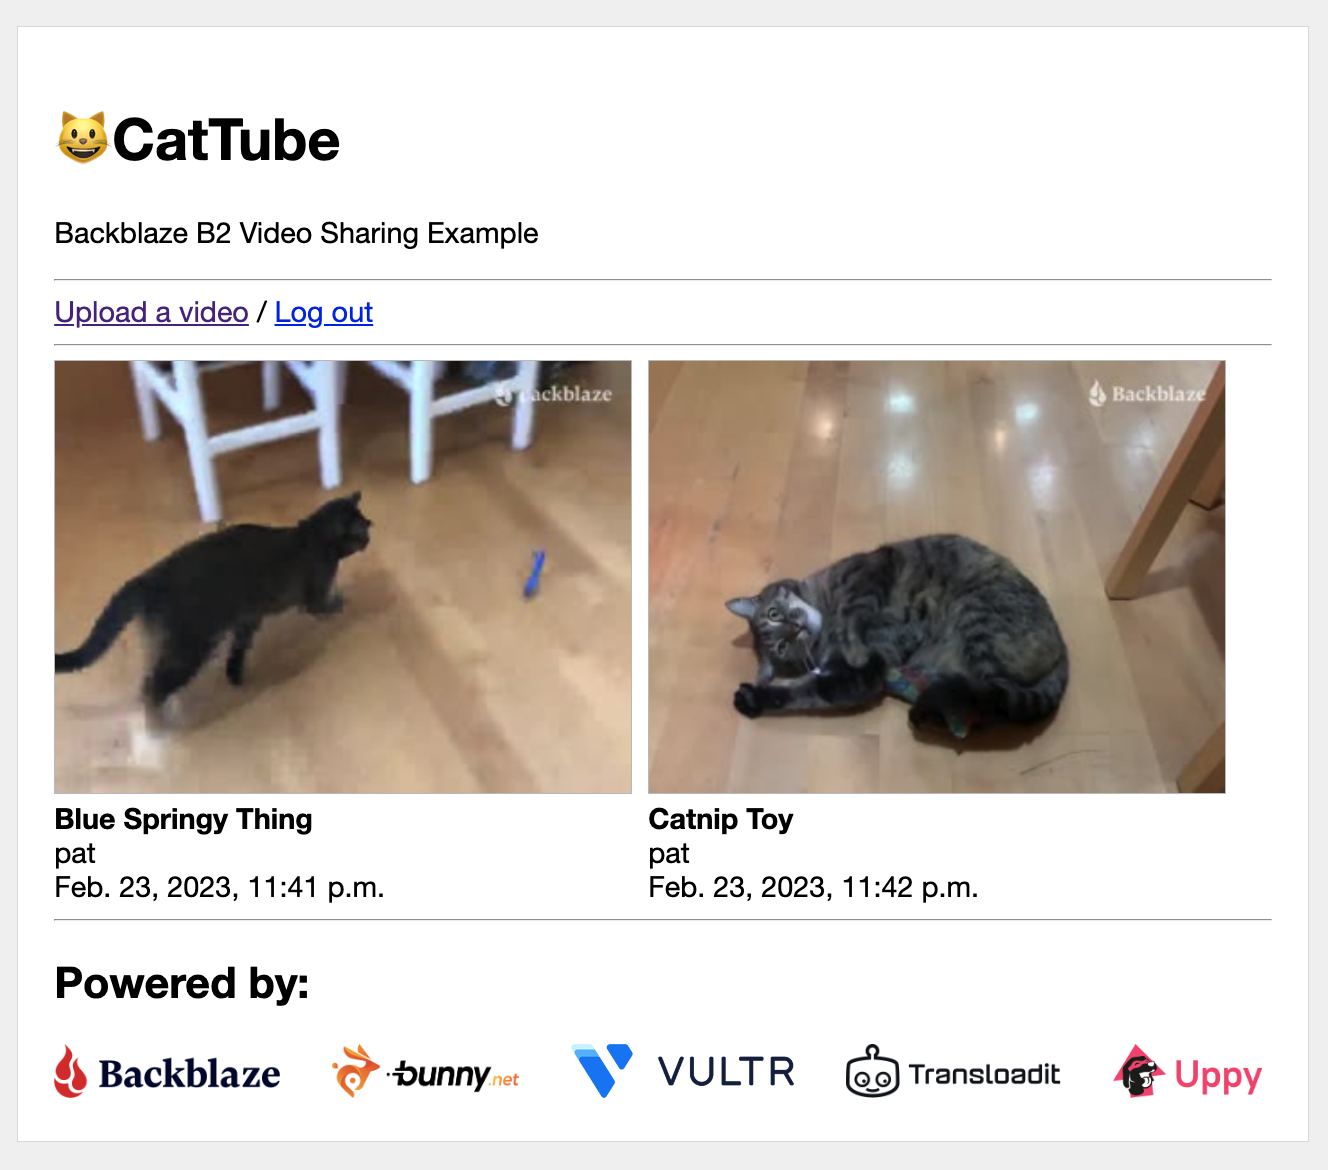 😺CatTube
Backblaze B2 Video Sharing Example
Upload a video / Log out
Backblaze
Backblaze
Blue Springy Thing
pat
Feb. 23, 2023, 11:41 p.m.
Catnip Toy
pat
Feb. 23, 2023, 11:42 p.m.
Powered by:
Backblaze
bunny.net
VULTR
Transloadit
Uppy